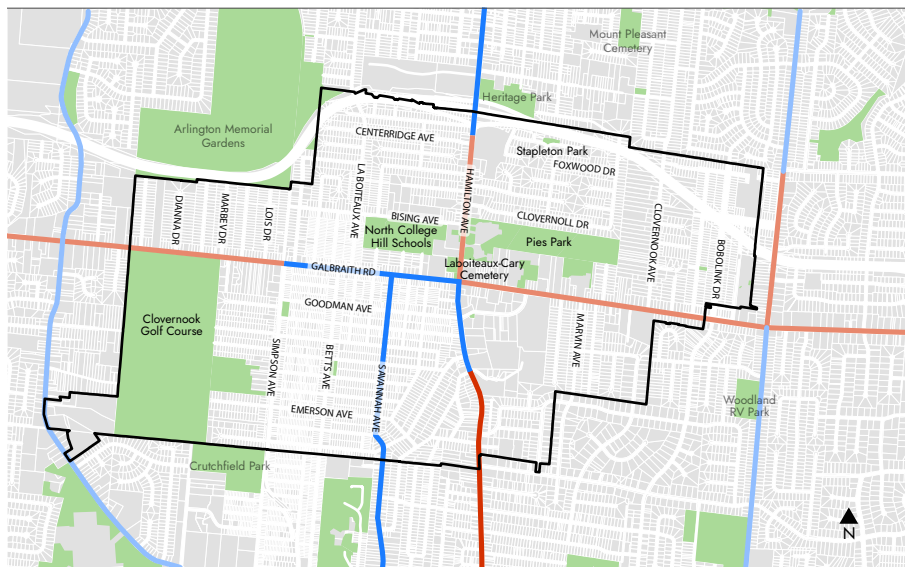 Mount Pleasant
Cemetery
Heritage Park
Arlington Memorial
Gardens
CENTERRIDGE AVE
Stapleton Park
FOXWOOD DR
LA BOITEAUX AVE
HAMILTON AVE
DIANNA DR
MARBEV DR
LOIS DR
BISING AVE
North College
Hill Schools
CLOVERNOLL DR
Pies Park
CLOVERNOOK AVE
BOBOLINK DR
Laboiteaux-Cary
Cemetery
GALBRAITH RD
GOODMAN AVE
Clovernook
Golf Course
SIMPSON AVE
BETTS AVE
SAVANNAH AVE
MARVIN AVE
EMERSON AVE
Woodland
RV Park
Crutchfield Park
N